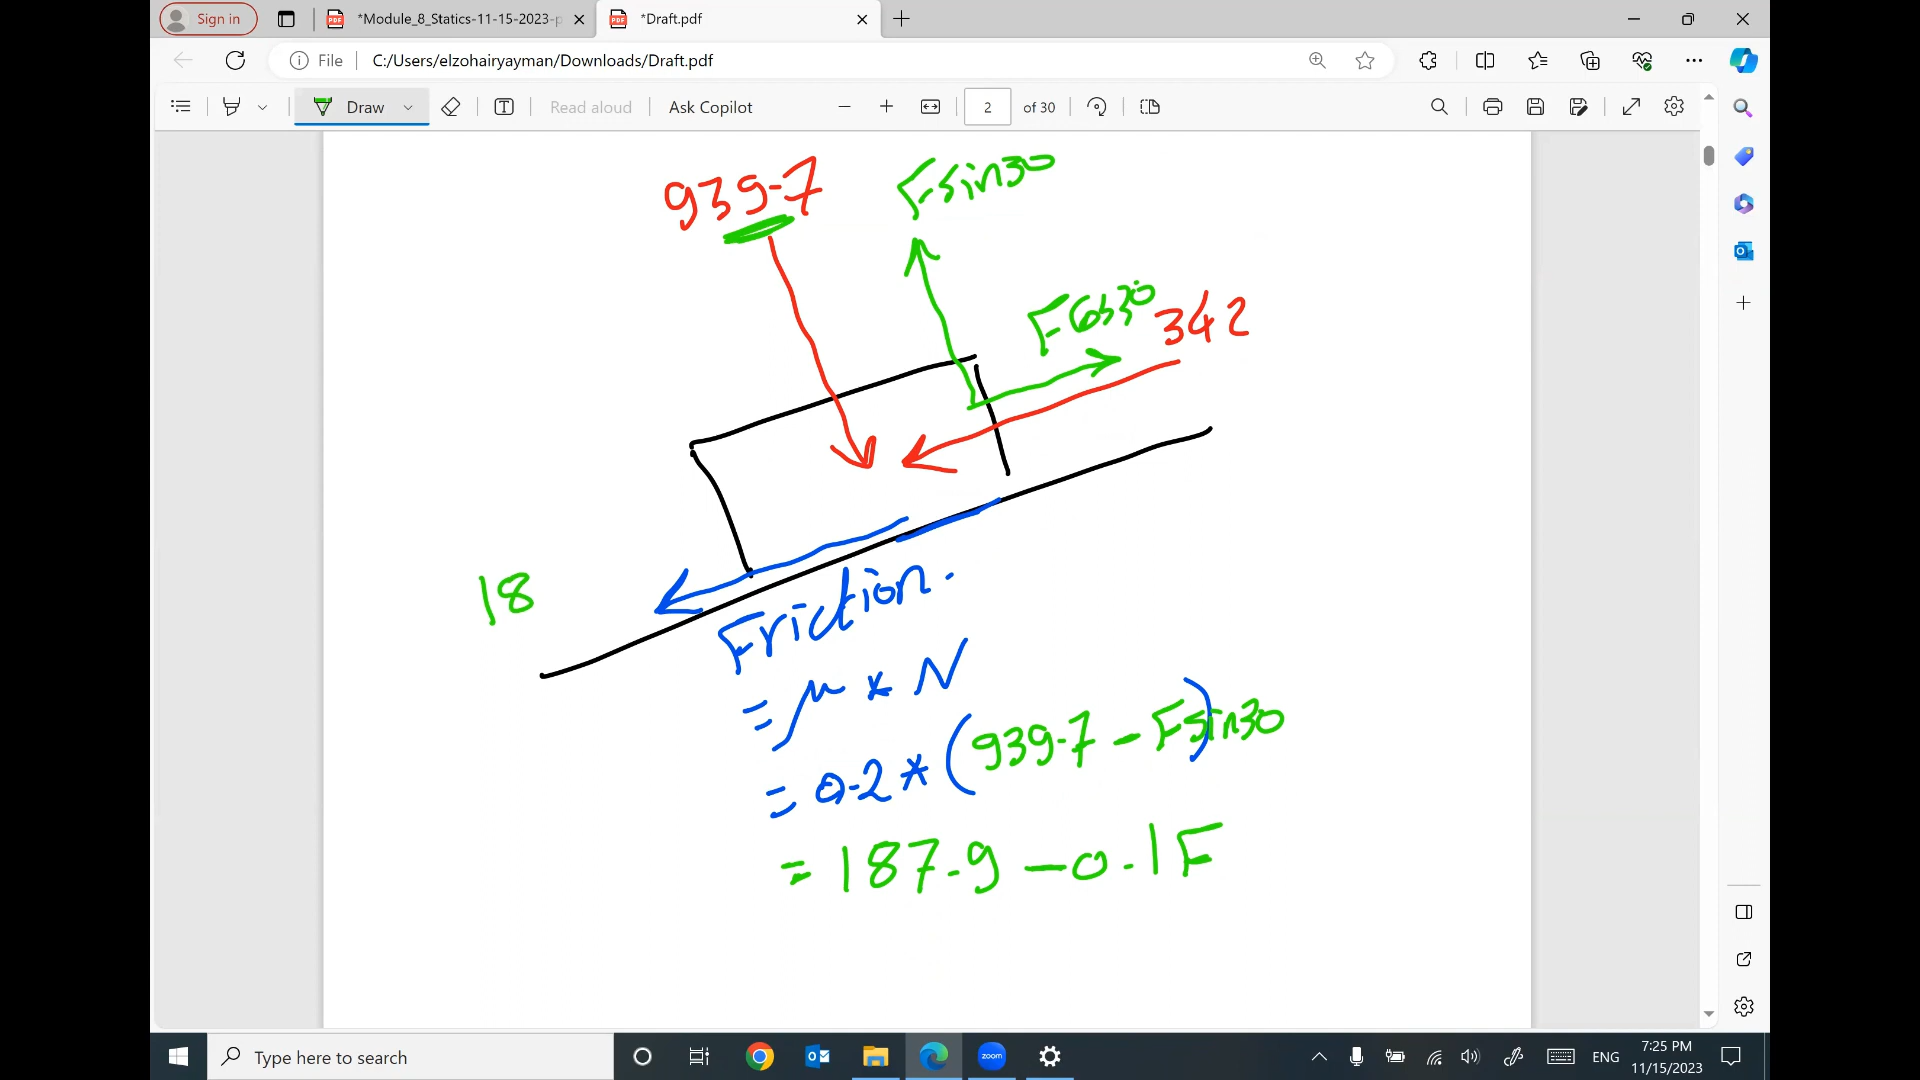 Sign in
*Module_8_Statics-11-15-2023-p
*Draft.pdf
File
C:/Users/elzohairyayman/Downloads/Draft.pdf
Draw
Read aloud
Ask Copilot
2
of 30
939.7
Fsin30
Fcos30
342
18
Friction.
= μ * N
= 0.2 * (939.7 - Fsin30)
= 187.9 - 0.1F
Type here to search
zoom
ENG
7:25 PM
11/15/2023